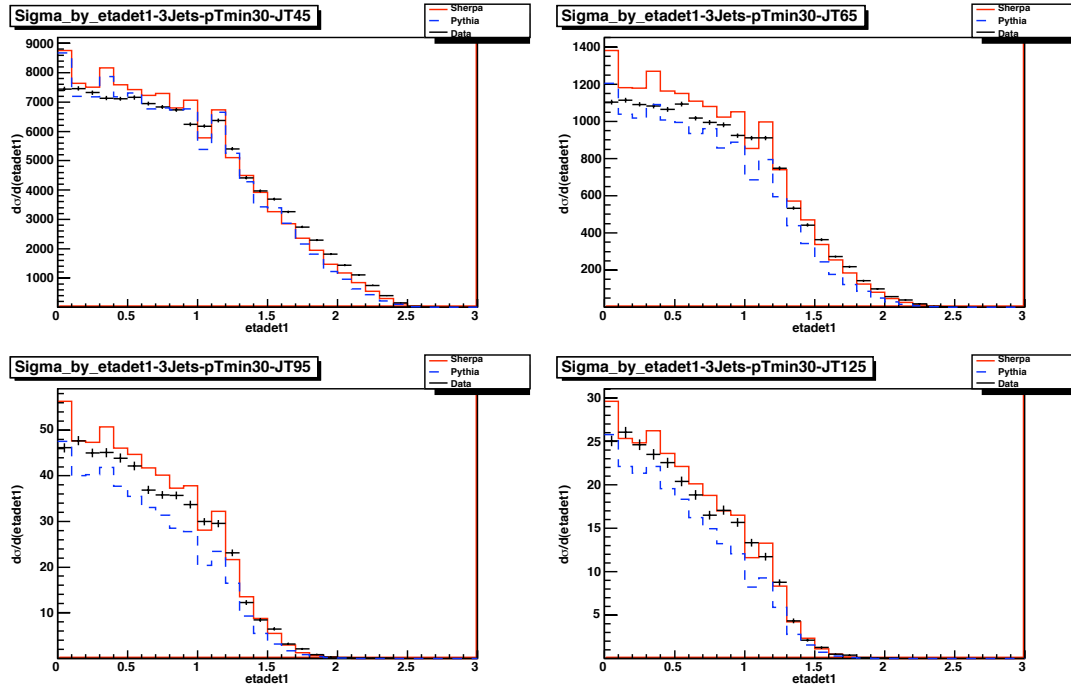 Sigma_by_etadet1-3Jets-pTmin30-JT45
Sherpa
Pythia
Data
dσ/d(etadet1)
9000
8000
7000
6000
5000
4000
3000
2000
1000
0 0.5 1 1.5 2 2.5 3
etadet1
Sigma_by_etadet1-3Jets-pTmin30-JT65
Sherpa
Pythia
Data
dσ/d(etadet1)
1400
1200
1000
800
600
400
200
0 0.5 1 1.5 2 2.5 3
etadet1
Sigma_by_etadet1-3Jets-pTmin30-JT95
Sherpa
Pythia
Data
dσ/d(etadet1)
50
40
30
20
10
0 0.5 1 1.5 2 2.5 3
etadet1
Sigma_by_etadet1-3Jets-pTmin30-JT125
Sherpa
Pythia
Data
dσ/d(etadet1)
30
25
20
15
10
5
0 0.5 1 1.5 2 2.5 3
etadet1